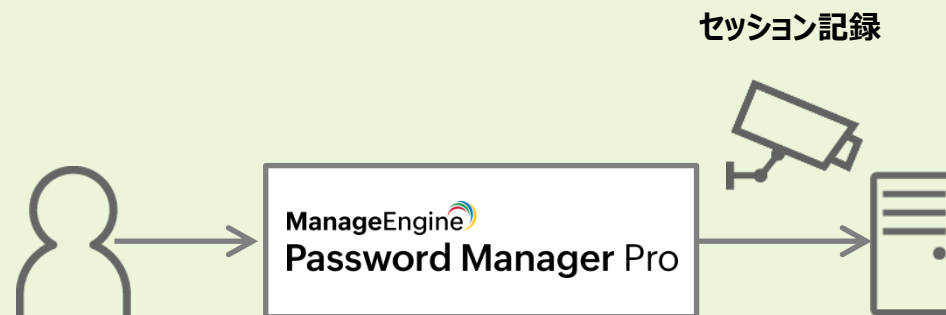 セッション記録
ManageEngine
Password Manager Pro